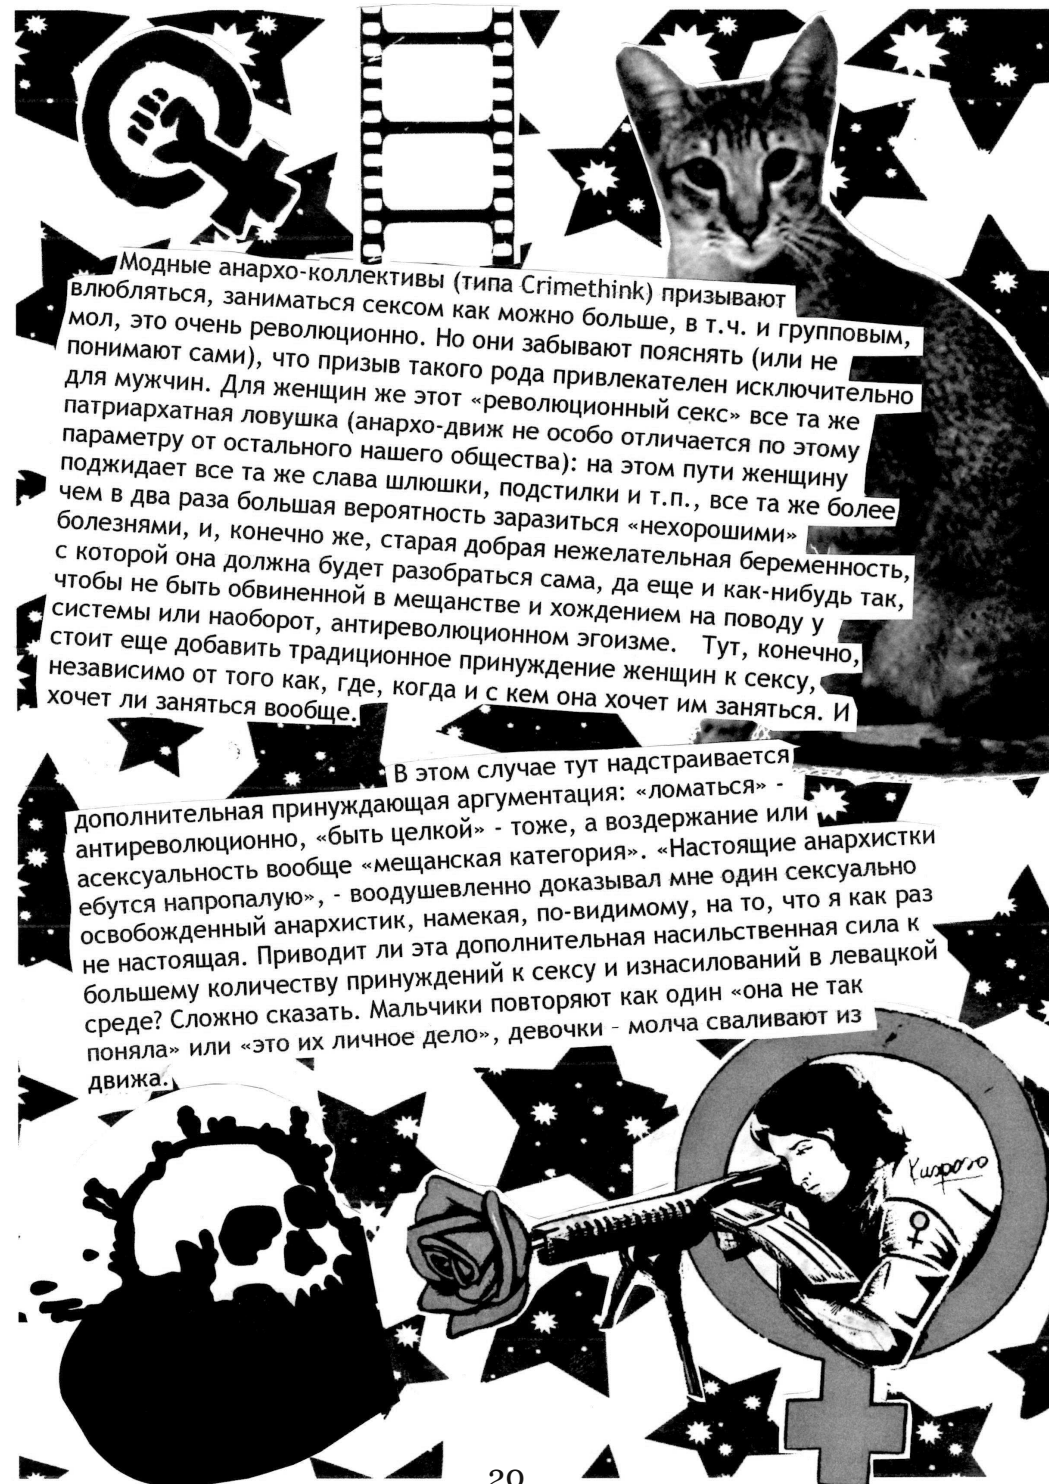 Модные анархо-коллективы (типа Crimethink) призывают
влюбляться, заниматься сексом как можно больше, в т.ч. и групповым,
мол, это очень революционно. Но они забывают пояснять (или не
понимают сами), что призыв такого рода привлекателен исключительно
для мужчин. Для женщин же этот «революционный секс» все та же
патриархатная ловушка (анархо-движ не особо отличается по этому
параметру от остального нашего общества): на этом пути женщину
поджидает все та же слава шлюшки, подстилки и т.п., все та же более
чем в два раза большая вероятность заразиться «нехорошими»
болезнями, и, конечно же, старая добрая нежелательная беременность,
с которой она должна будет разобраться сама, да еще и как-нибудь так,
чтобы не быть обвиненной в мещанстве и хождением на поводу у
системы или наоборот, антиреволюционном эгоизме. Тут, конечно,
стоит еще добавить традиционное принуждение женщин к сексу,
независимо от того как, где, когда и с кем она хочет им заняться. И
хочет ли заняться вообще.
В этом случае тут надстраивается
дополнительная принуждающая аргументация: «ломаться» -
антиреволюционно, «быть целкой» - тоже, а воздержание или
асексуальность вообще «мещанская категория». «Настоящие анархистки
ебутся напропалую», - воодушевленно доказывал мне один сексуально
освобожденный анархистик, намекая, по-видимому, на то, что я как раз
не настоящая. Приводит ли эта дополнительная насильственная сила к
большему количеству принуждений к сексу и изнасилований в левацкой
среде? Сложно сказать. Мальчики повторяют как один «она не так
поняла» или «это их личное дело», девочки - молча сваливают из
движа.
20